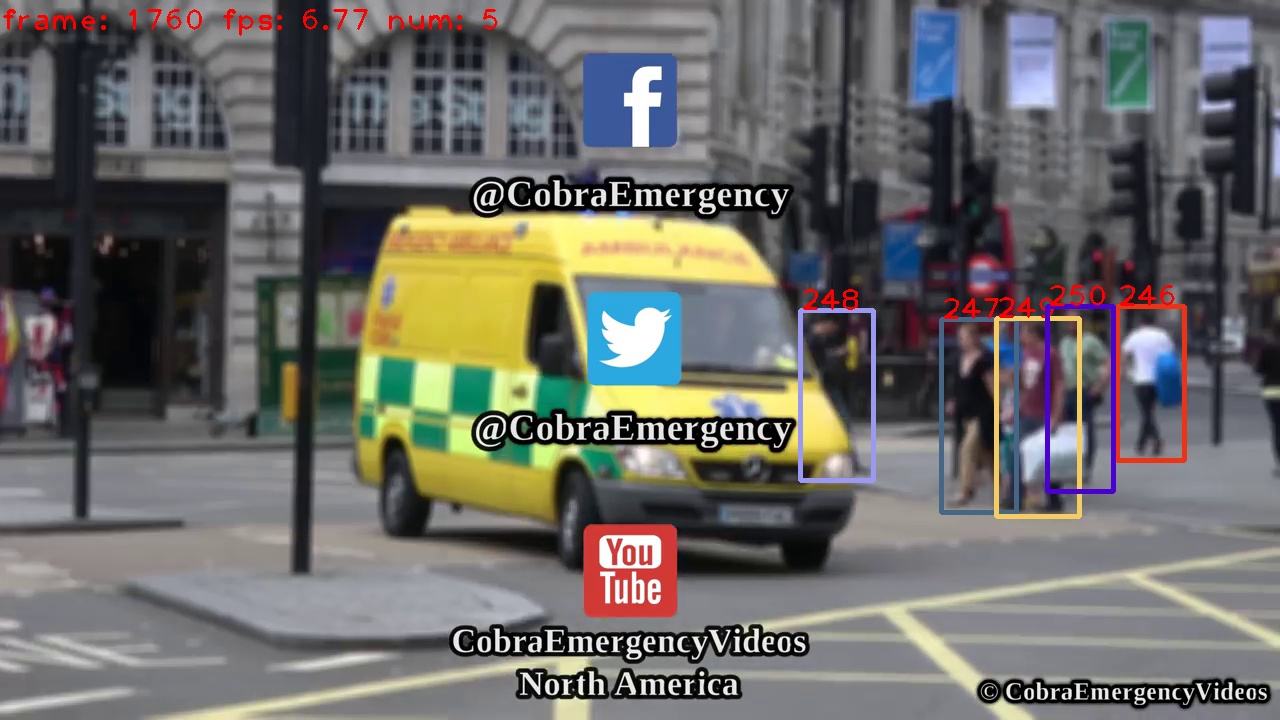 frame: 1760 fps: 6.77 num: 5
f
@CobraEmergency
@CobraEmergency
You
Tube
CobraEmergencyVideos
North America
© CobraEmergencyVideos
248
247
249
250
246